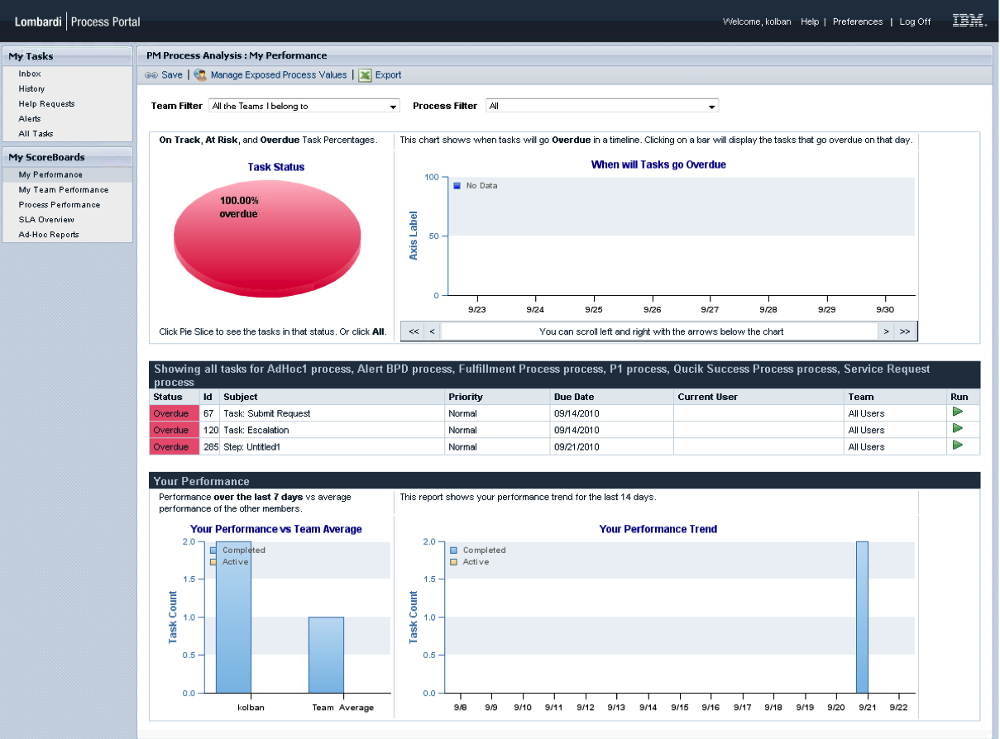 Lombardi | Process Portal
Welcome, kolban Help | Preferences | Log Off IBM.
My Tasks
Inbox
History
Help Requests
Alerts
All Tasks
My ScoreBoards
My Performance
My Team Performance
Process Performance
SLA Overview
Ad-Hoc Reports
PM Process Analysis : My Performance
Save | Manage Exposed Process Values | Export
Team Filter All the Teams I belong to Process Filter All
On Track, At Risk, and Overdue Task Percentages.
Task Status
100.00%
overdue
Click Pie Slice to see the tasks in that status. Or click All.
This chart shows when tasks will go Overdue in a timeline. Clicking on a bar will display the tasks that go overdue on that day.
When will Tasks go Overdue
No Data
Axis Label
100
50
0
9/23 9/24 9/25 9/26 9/27 9/28 9/29 9/30
<< < You can scroll left and right with the arrows below the chart > >>
Showing all tasks for AdHoc1 process, Alert BPD process, Fulfillment Process process, P1 process, Qucik Success Process process, Service Request
process
Status Id Subject Priority Due Date Current User Team Run
Overdue 67 Task: Submit Request Normal 09/14/2010 All Users
Overdue 120 Task: Escalation Normal 09/14/2010 All Users
Overdue 285 Step: Untitled1 Normal 09/21/2010 All Users
Your Performance
Performance over the last 7 days vs average
performance of the other members.
Your Performance vs Team Average
Completed
Active
Task Count
2.0
1.5
1.0
0.5
0.0
kolban Team Average
This report shows your performance trend for the last 14 days.
Your Performance Trend
Completed
Active
Task Count
2.0
1.5
1.0
0.5
0.0
9/8 9/9 9/10 9/11 9/12 9/13 9/14 9/15 9/16 9/17 9/18 9/19 9/20 9/21 9/22